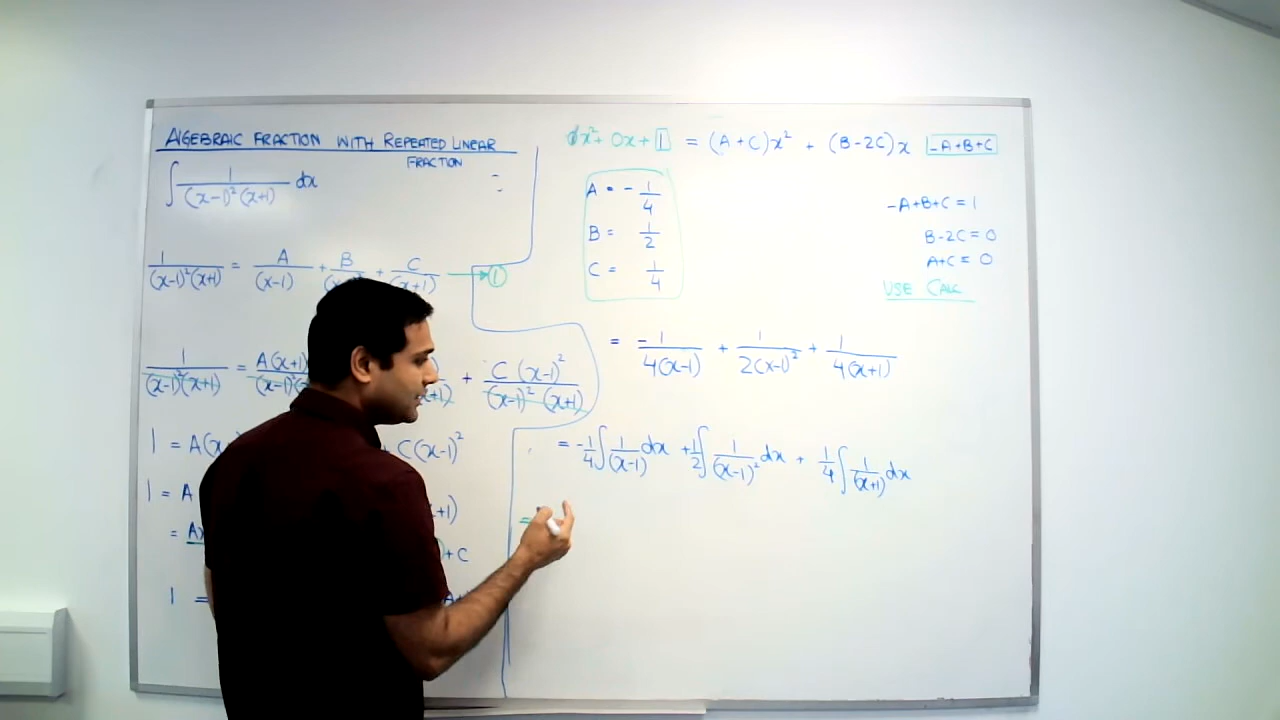 ALGEBRAIC FRACTION WITH REPEATED LINEAR
FRACTION
∫ 1/((x-1)²(x+1)) dx
1/((x-1)²(x+1)) = A/(x-1) + B/ + C/(x+1) → ①
1/((x-1)²(x+1)) = A(x+1) + C(x-1)²/((x-1)²(x+1))
1 = A(x + C(x-1)²
1 = A +1)
= Ax +C
1 =
0x² + 0x + 1 = (A+C)x² + (B-2C)x -A+B+C
A = -1/4
B = 1/2
C = 1/4
-A+B+C = 1
B-2C = 0
A+C = 0
USE CALC
= -1/(4(x-1)) + 1/(2(x-1)²) + 1/(4(x+1))
= -1/4 ∫ 1/(x-1) dx + 1/2 ∫ 1/(x-1)² dx + 1/4 ∫ 1/(x+1) dx
=